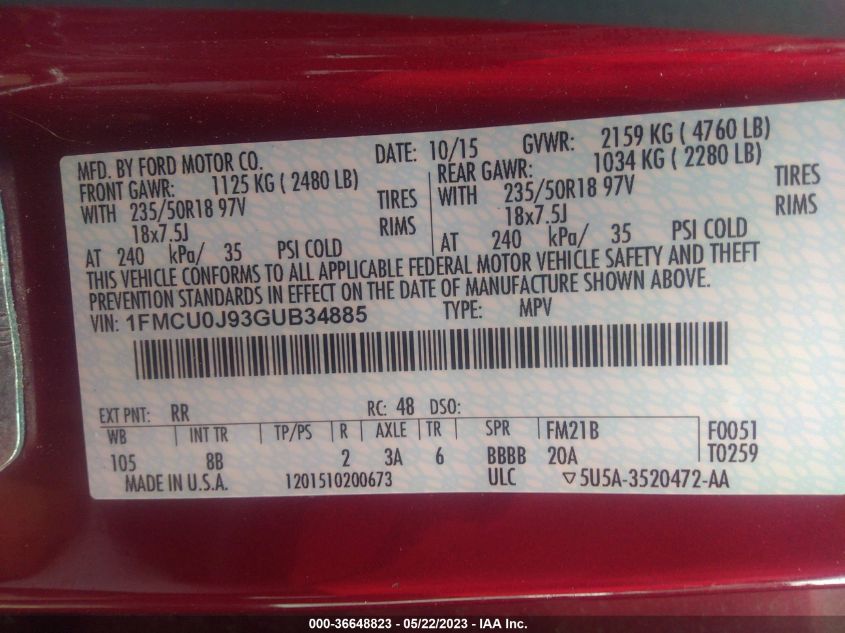 MFD. BY FORD MOTOR CO. DATE: 10/15 GVWR: 2159 KG ( 4760 LB)
FRONT GAWR: 1125 KG ( 2480 LB) REAR GAWR: 1034 KG ( 2280 LB)
WITH 235/50R18 97V TIRES WITH 235/50R18 97V TIRES
18x7.5J RIMS 18x7.5J RIMS
AT 240 kPa/ 35 PSI COLD AT 240 kPa/ 35 PSI COLD
THIS VEHICLE CONFORMS TO ALL APPLICABLE FEDERAL MOTOR VEHICLE SAFETY AND THEFT
PREVENTION STANDARDS IN EFFECT ON THE DATE OF MANUFACTURE SHOWN ABOVE.
VIN: 1FMCU0J93GUB34885 TYPE: MPV
EXT PNT: RR RC: 48 DSO:
WB INT TR TP/PS R AXLE TR SPR FM21B F0051
105 8B 2 3A 6 BBBB 20A T0259
MADE IN U.S.A. 1201510200673 ULC ▽5U5A-3520472-AA
000-36648823 - 05/22/2023 - IAA Inc.